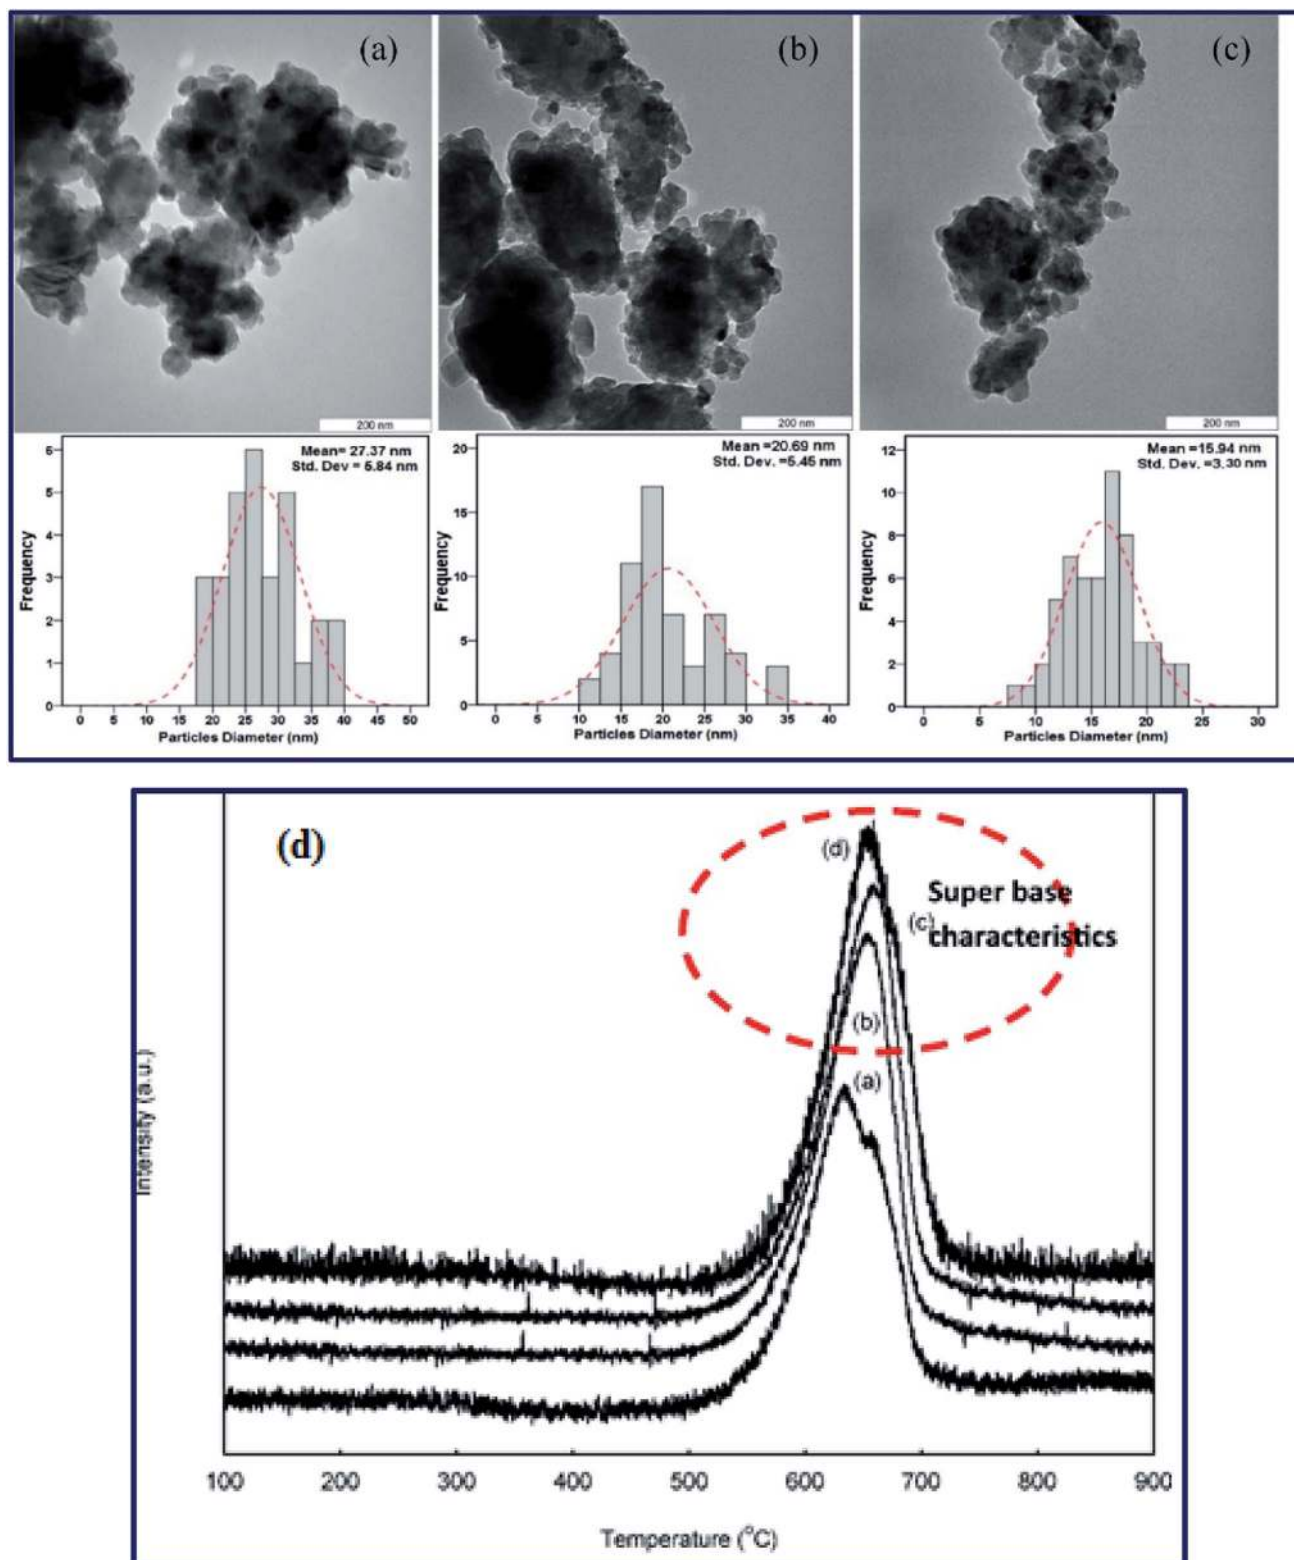 (a)
(b)
(c)
200 nm
200 nm
200 nm
Mean= 27.37 nm
Std. Dev = 5.84 nm
6
5
4
3
2
1
0
Frequency
0 5 10 15 20 25 30 35 40 45 50
Particles Diameter (nm)
Mean =20.69 nm
Std. Dev. =5.45 nm
20
15
10
5
0
Frequency
0 5 10 15 20 25 30 35 40
Particles Diameter (nm)
Mean =15.94 nm
Std. Dev. =3.30 nm
12
10
8
6
4
2
0
Frequency
0 5 10 15 20 25 30
Particles Diameter (nm)
(d)
(d)
Super base
(c)
characteristics
(b)
(a)
Intensity (a.u.)
100 200 300 400 500 600 700 800 900
Temperature (°C)